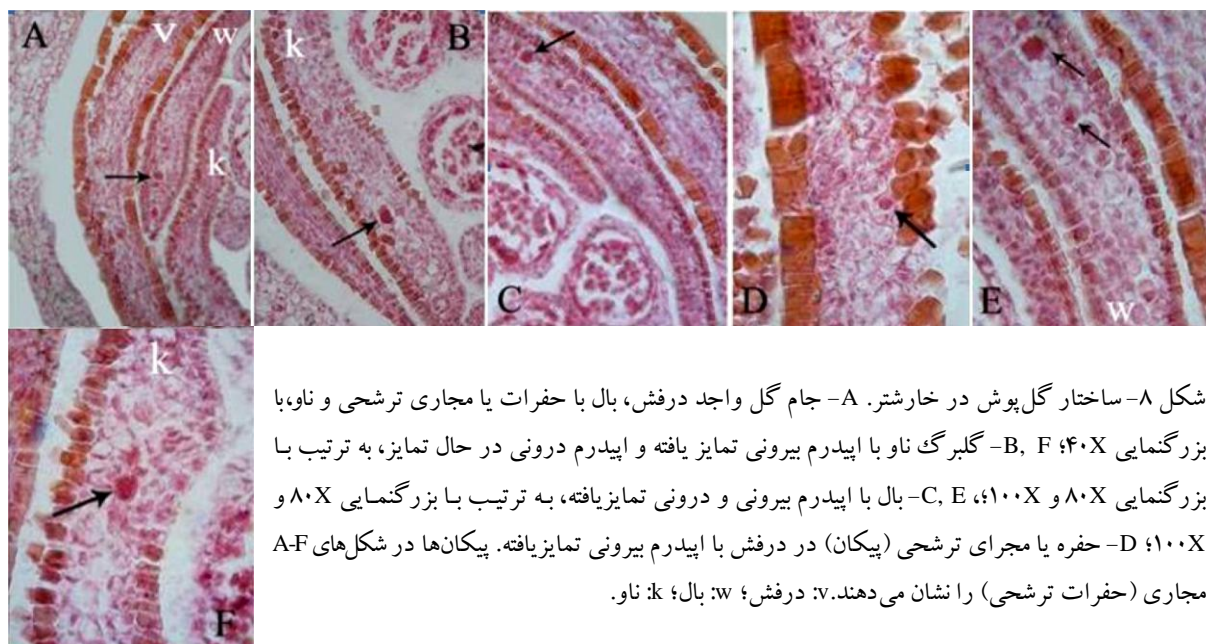 A
v
w
k
k
B
C
D
E
w
k
F
شکل ۸- ساختار گل‌پوش در خارشتر. A- جام گل واجد درفش، بال با حفرات یا مجاری ترشحی و ناو،با
بزرگنمایی ۴۰X؛ B, F- گلبرگ ناو با اپیدرم بیرونی تمایز یافته و اپیدرم درونی در حال تمایز، به ترتیب با
بزرگنمایی ۸۰X و ۱۰۰X؛، C, E- بال با اپیدرم بیرونی و درونی تمایزیافته، به ترتیب با بزرگنمایی ۸۰X و
۱۰۰X؛ D- حفره یا مجرای ترشحی (پیکان) در درفش با اپیدرم بیرونی تمایزیافته. پیکان‌ها در شکل‌های A-F
مجاری (حفرات ترشحی) را نشان می‌دهند.v: درفش؛ w: بال؛ k: ناو.